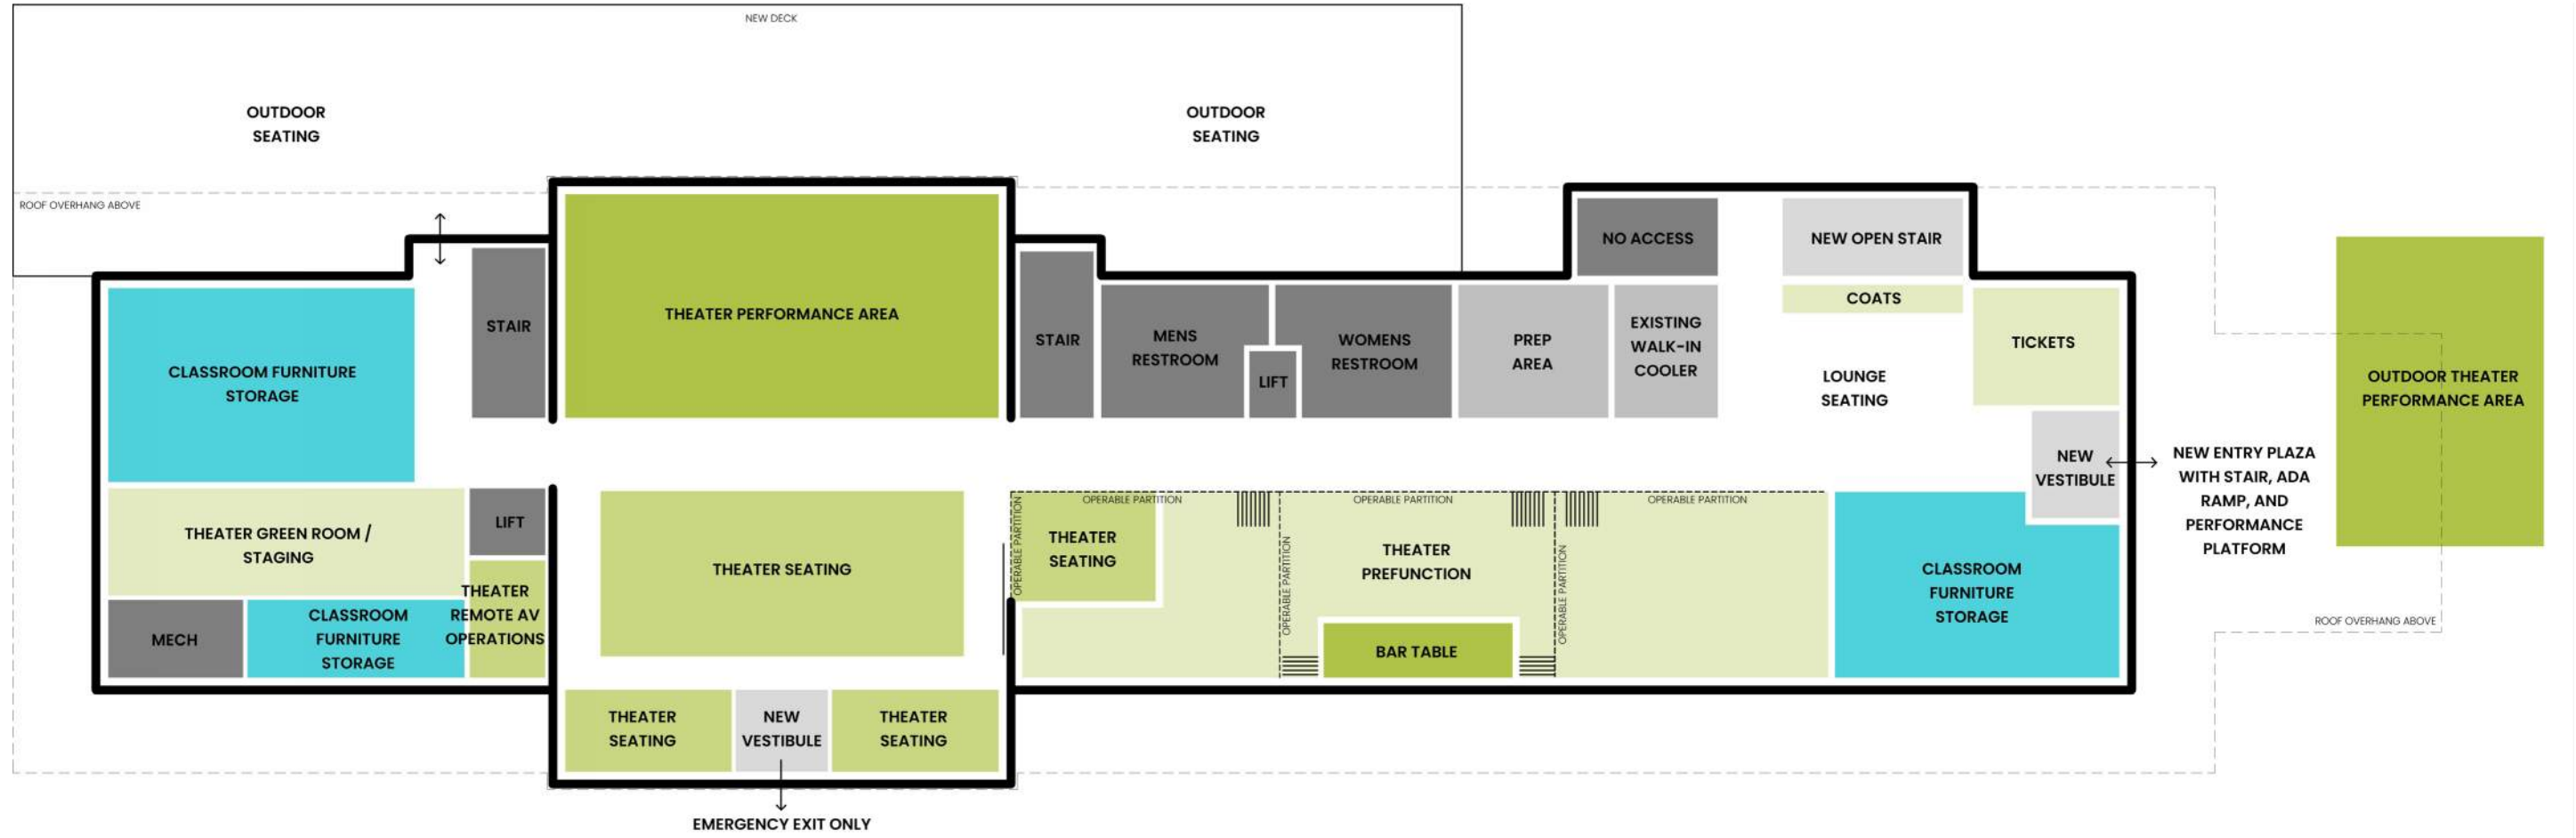 NEW DECK
OUTDOOR
SEATING
OUTDOOR
SEATING
ROOF OVERHANG ABOVE
NO ACCESS
NEW OPEN STAIR
COATS
THEATER PERFORMANCE AREA
STAIR
STAIR
MENS
RESTROOM
LIFT
WOMENS
RESTROOM
PREP
AREA
EXISTING
WALK-IN
COOLER
TICKETS
LOUNGE
SEATING
OUTDOOR THEATER
PERFORMANCE AREA
CLASSROOM FURNITURE
STORAGE
NEW
VESTIBULE
NEW ENTRY PLAZA
WITH STAIR, ADA
RAMP, AND
PERFORMANCE
PLATFORM
THEATER GREEN ROOM /
STAGING
LIFT
THEATER
REMOTE AV
OPERATIONS
MECH
CLASSROOM
FURNITURE
STORAGE
THEATER SEATING
OPERABLE PARTITION
OPERABLE PARTITION
OPERABLE PARTITION
OPERABLE PARTITION
THEATER
SEATING
OPERABLE PARTITION
THEATER
PREFUNCTION
OPERABLE PARTITION
BAR TABLE
CLASSROOM
FURNITURE
STORAGE
ROOF OVERHANG ABOVE
THEATER
SEATING
NEW
VESTIBULE
THEATER
SEATING
EMERGENCY EXIT ONLY